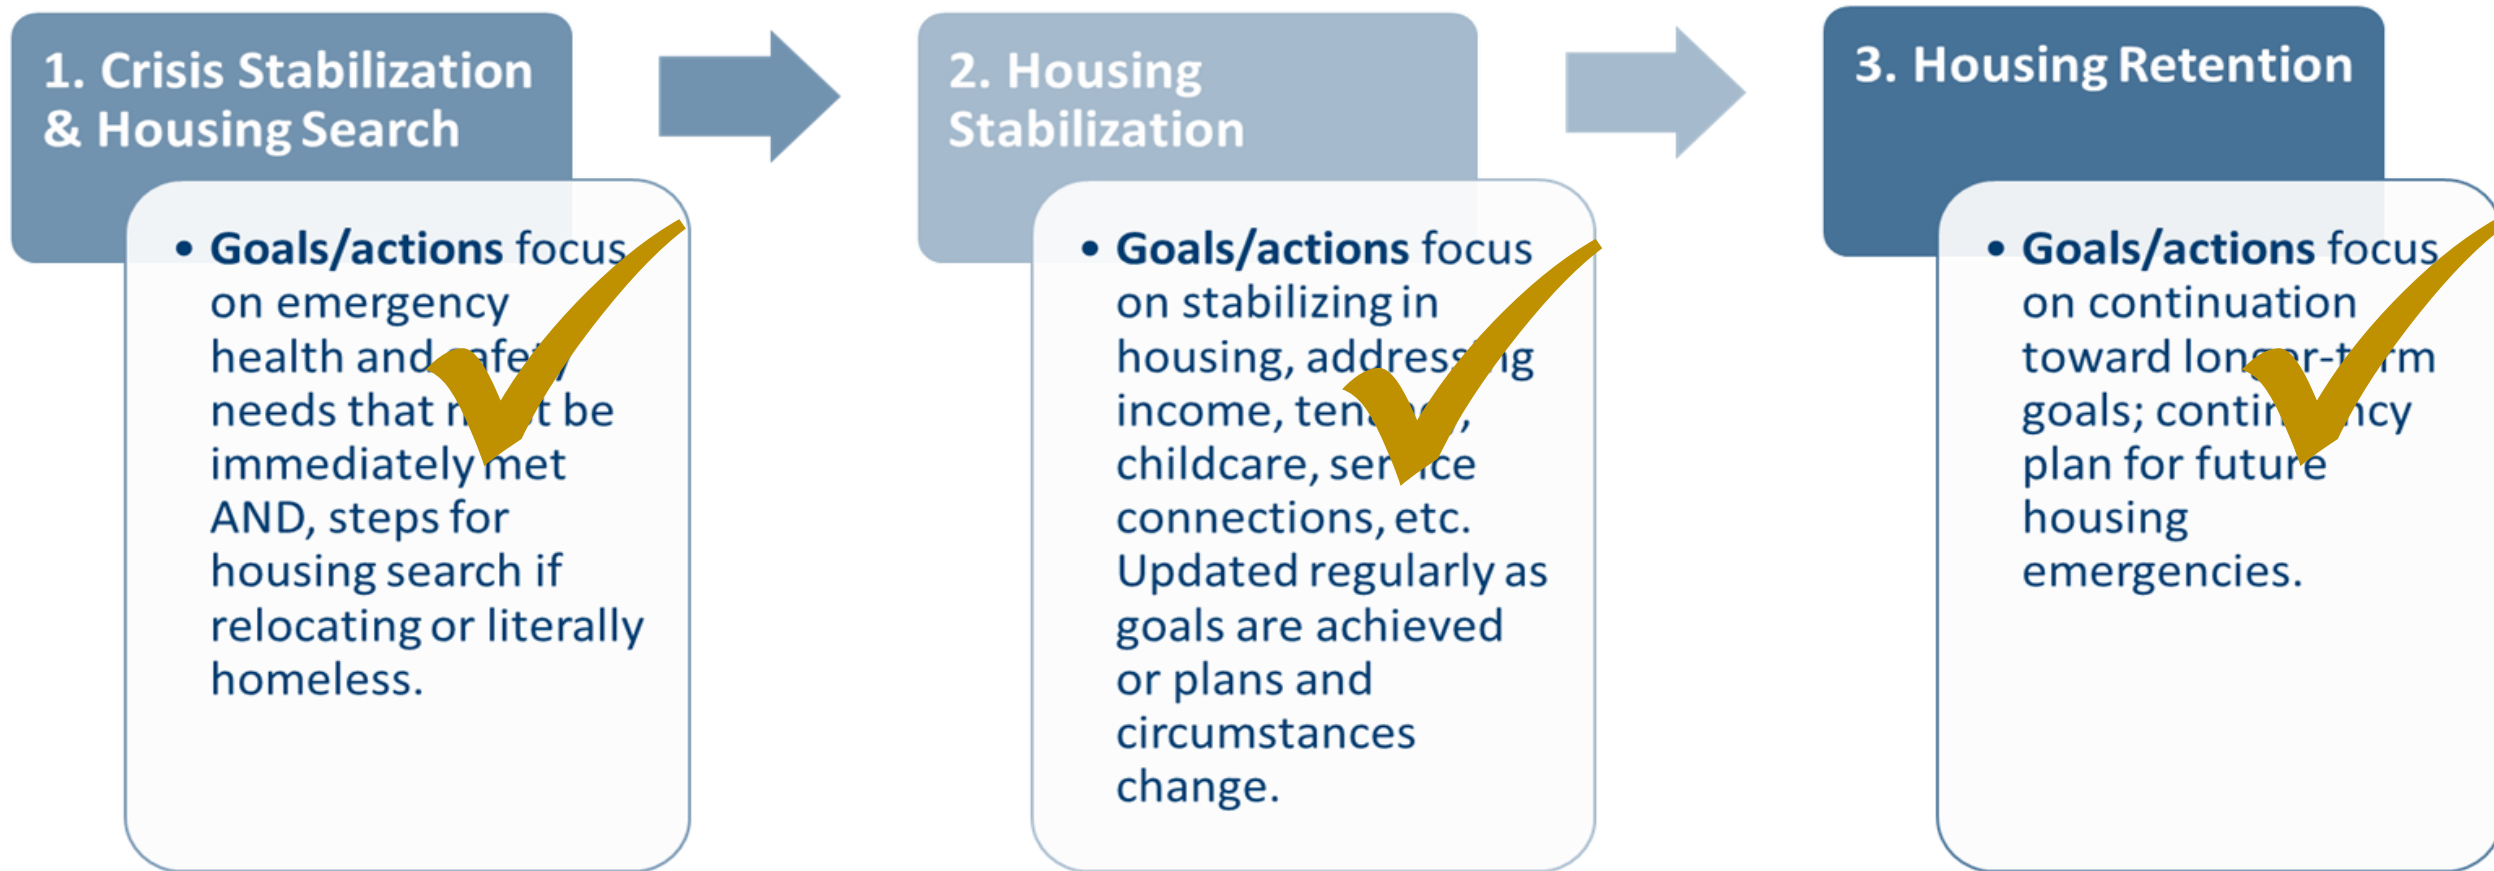 1. Crisis Stabilization
& Housing Search
• Goals/actions focus
on emergency
health and safety
needs that must be
immediately met
AND, steps for
housing search if
relocating or literally
homeless.
2. Housing
Stabilization
• Goals/actions focus
on stabilizing in
housing, addressing
income, tenancy,
childcare, service
connections, etc.
Updated regularly as
goals are achieved
or plans and
circumstances
change.
3. Housing Retention
• Goals/actions focus
on continuation
toward longer-term
goals; contingency
plan for future
housing
emergencies.